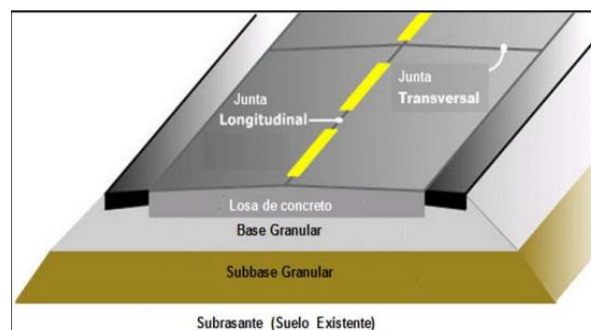 Junta
Transversal
Junta
Longitudinal
Losa de concreto
Base Granular
Subbase Granular
Subrasante (Suelo Existente)